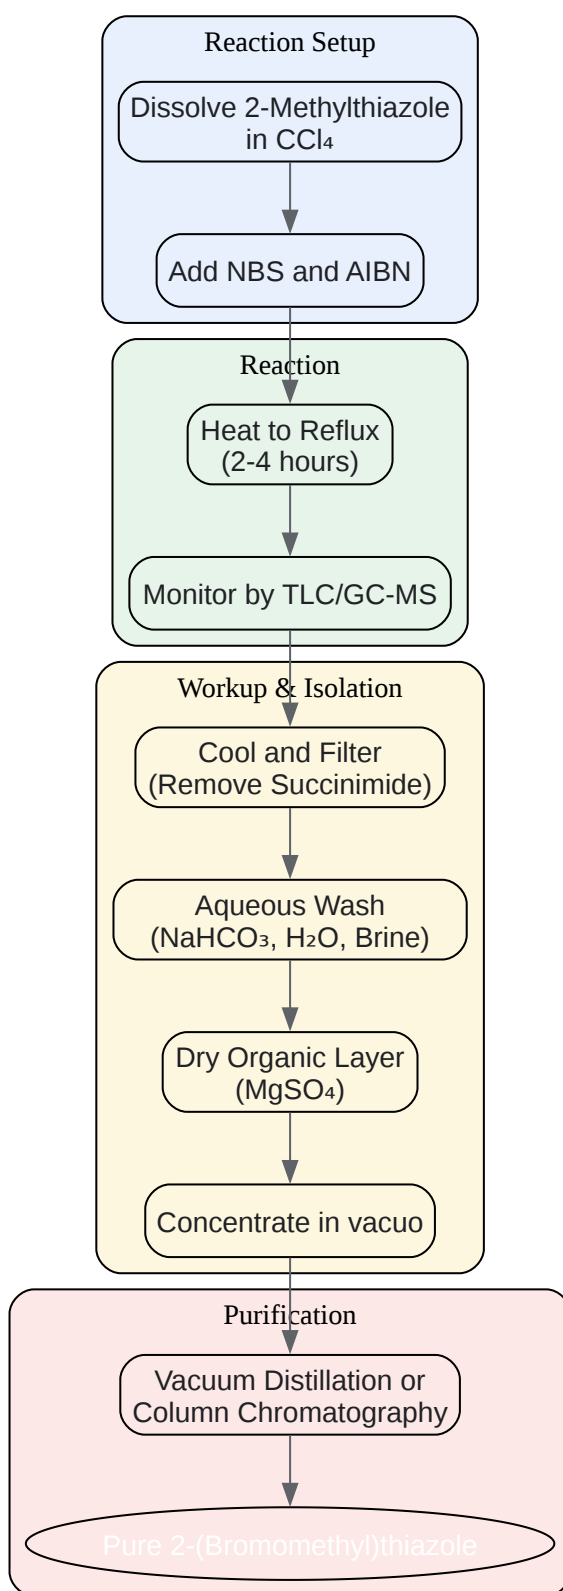 Reaction Setup
Dissolve 2-Methylthiazole
in CCl₄
Add NBS and AIBN
Reaction
Heat to Reflux
(2-4 hours)
Monitor by TLC/GC-MS
Workup & Isolation
Cool and Filter
(Remove Succinimide)
Aqueous Wash
(NaHCO₃, H₂O, Brine)
Dry Organic Layer
(MgSO₄)
Concentrate in vacuo
Purification
Vacuum Distillation or
Column Chromatography
Pure 2-(Bromomethyl)thiazole